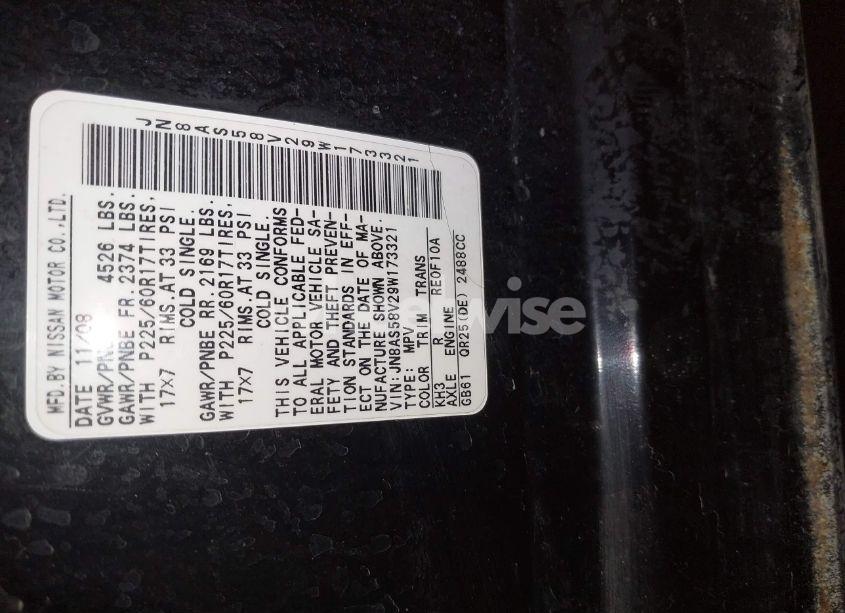 JN8AS58V29W173321
MFD.BY NISSAN MOTOR CO.,LTD.
DATE 11/08
GVWR/PNBE 4526 LBS.
GAWR/PNBE FR. 2374 LBS.
WITH P225/60R17TIRES,
17X7 RIMS.AT 33 PSI
COLD SINGLE.
GAWR/PNBE RR. 2169 LBS.
WITH P225/60R17TIRES,
17X7 RIMS.AT 33 PSI
COLD SINGLE.
THIS VEHICLE CONFORMS
TO ALL APPLICABLE FED-
ERAL MOTOR VEHICLE SA-
FETY AND THEFT PREVEN-
TION STANDARDS IN EFF-
ECT ON THE DATE OF MA-
NUFACTURE SHOWN ABOVE.
VIN:JN8AS58V29W173321
TYPE: MPV
COLOR TRIM TRANS
KH3 R RE0F10A
AXLE ENGINE
GB61 QR25(DE) 2488CC